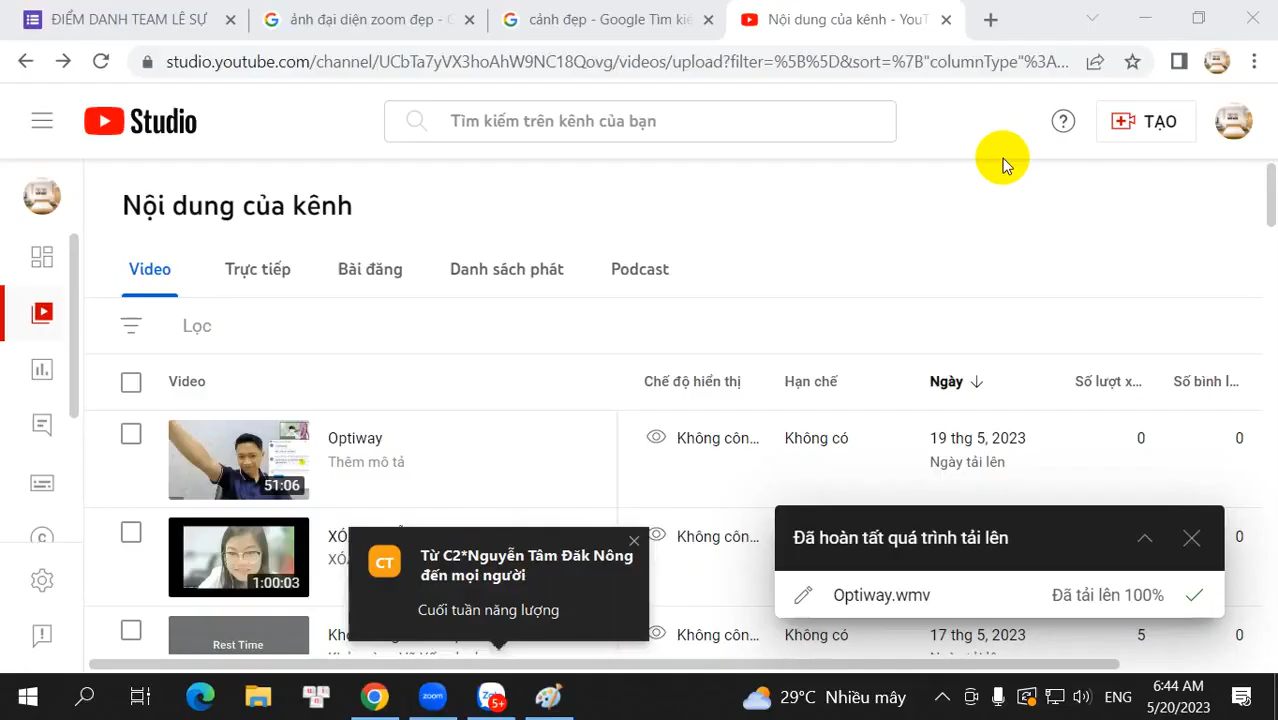 ĐIỂM DANH TEAM LÊ SỰ
ảnh đại diện zoom đẹp - G
cảnh đẹp - Google Tìm kiế
Nội dung của kênh - YouT
studio.youtube.com/channel/UCbTa7yVX3hoAhW9NC18Qovg/videos/upload?filter=%5B%5D&sort=%7B"columnType"%3A...
Studio
Tìm kiếm trên kênh của bạn
TẠO
Nội dung của kênh
Video
Trực tiếp
Bài đăng
Danh sách phát
Podcast
Lọc
Video
Chế độ hiển thị
Hạn chế
Ngày
Số lượt x...
Số bình l...
51:06
Optiway
Thêm mô tả
Không côn...
Không có
19 thg 5, 2023
Ngày tải lên
0
0
1:00:03
Không côn...
0
Từ C2*Nguyễn Tâm Đăk Nông
đến mọi người
Cuối tuần năng lượng
CT
Đã hoàn tất quá trình tải lên
Optiway.wmv
Đã tải lên 100%
Rest Time
Không côn...
Không có
17 thg 5, 2023
5
0
zoom
5+
29°C Nhiều mây
ENG
6:44 AM
5/20/2023